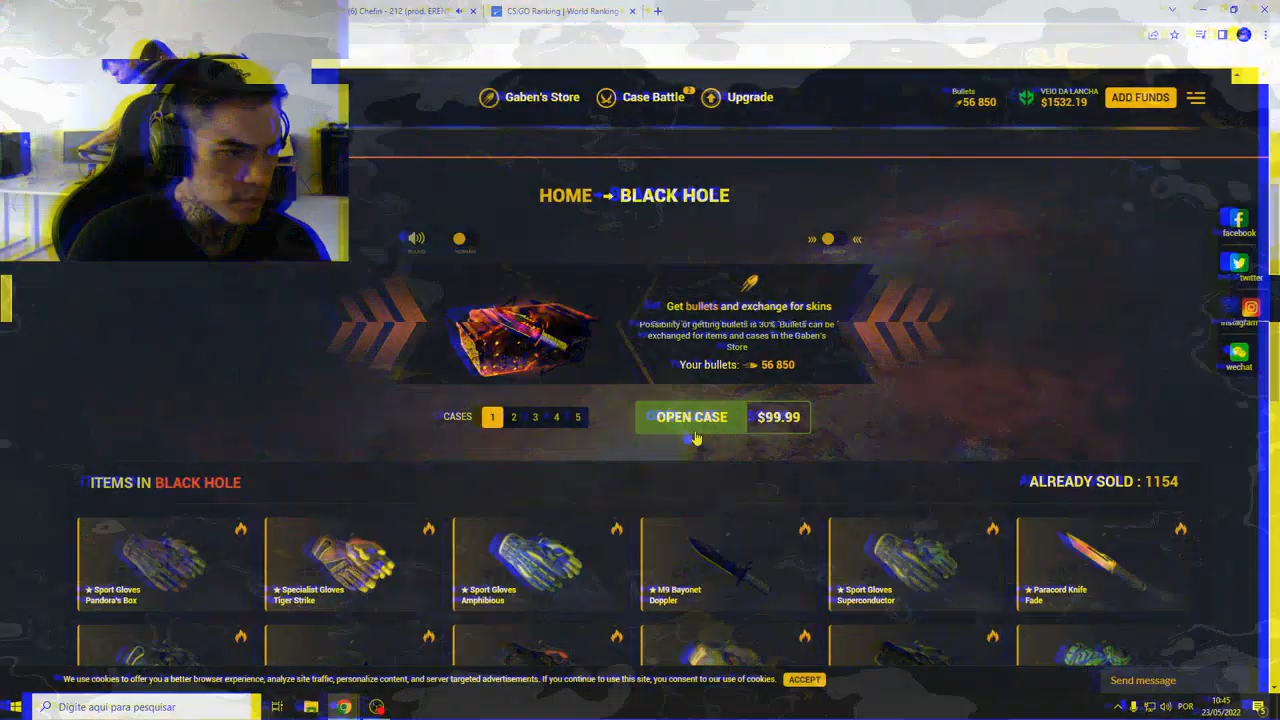 (6) Chefin - 212 (prod. EREN
CS:GO Ranking | World Ranking
Gaben's Store
Case Battle
2
Upgrade
Bullets
56 850
VEIO DA LANCHA
$1532.19
ADD FUNDS
HOME → BLACK HOLE
facebook
twitter
instagram
wechat
Get bullets and exchange for skins
Possibility of getting bullets is 30% Bullets can be
exchanged for items and cases in the Gaben's
Store
Your bullets: 56 850
CASES 1 2 3 4 5
OPEN CASE $99.99
ITEMS IN BLACK HOLE
ALREADY SOLD : 1154
★ Sport Gloves
Pandora's Box
★ Specialist Gloves
Tiger Strike
★ Sport Gloves
Amphibious
★ M9 Bayonet
Doppler
★ Sport Gloves
Superconductor
★ Paracord Knife
Fade
We use cookies to offer you a better browser experience, analyze site traffic, personalize content, and server targeted advertisements. If you continue to use this site, you consent to our use of cookies.
ACCEPT
Send message
Digite aqui para pesquisar
POR
10:45
23/05/2022